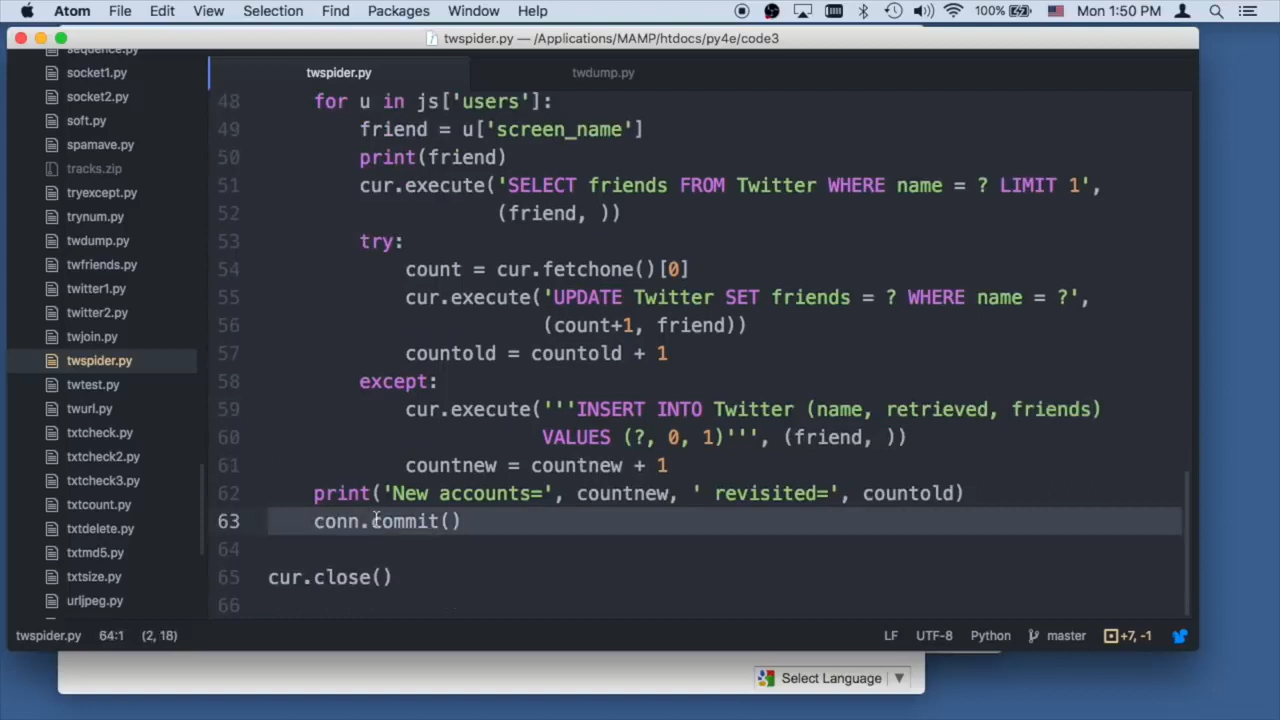 Atom File Edit View Selection Find Packages Window Help 100% Mon 1:50 PM
twspider.py — /Applications/MAMP/htdocs/py4e/code3
sequence.py
socket1.py
socket2.py
soft.py
spamave.py
tracks.zip
tryexcept.py
trynum.py
twdump.py
twfriends.py
twitter1.py
twitter2.py
twjoin.py
twspider.py
twtest.py
twurl.py
txtcheck.py
txtcheck2.py
txtcheck3.py
txtcount.py
txtdelete.py
txtmd5.py
txtsize.py
urljpeg.py
twspider.py twdump.py
48 for u in js['users']:
49 friend = u['screen_name']
50 print(friend)
51 cur.execute('SELECT friends FROM Twitter WHERE name = ? LIMIT 1',
52 (friend, ))
53 try:
54 count = cur.fetchone()[0]
55 cur.execute('UPDATE Twitter SET friends = ? WHERE name = ?',
56 (count+1, friend))
57 countold = countold + 1
58 except:
59 cur.execute('''INSERT INTO Twitter (name, retrieved, friends)
60 VALUES (?, 0, 1)''', (friend, ))
61 countnew = countnew + 1
62 print('New accounts=', countnew, ' revisited=', countold)
63 conn.commit()
64
65 cur.close()
66
twspider.py 64:1 (2, 18) LF UTF-8 Python master +7, -1
Select Language ▼